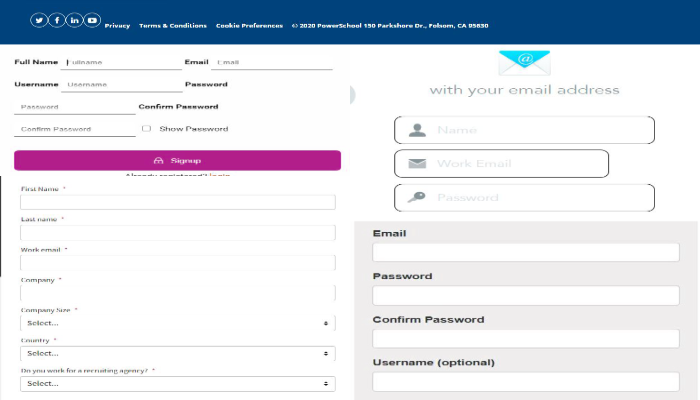 Privacy Terms & Conditions Cookie Preferences © 2020 PowerSchool 150 Parkshore Dr., Folsom, CA 95630
Full Name Fullname Email Email
Username Username Password
Password Confirm Password
Confirm Password Show Password
Signup
Already registered? Login
First Name *
Last name *
Work email *
Company *
Company Size *
Select...
Country *
Select...
Do you work for a recruiting agency? *
Select...
@
with your email address
Name
Work Email
Password
Email
Password
Confirm Password
Username (optional)